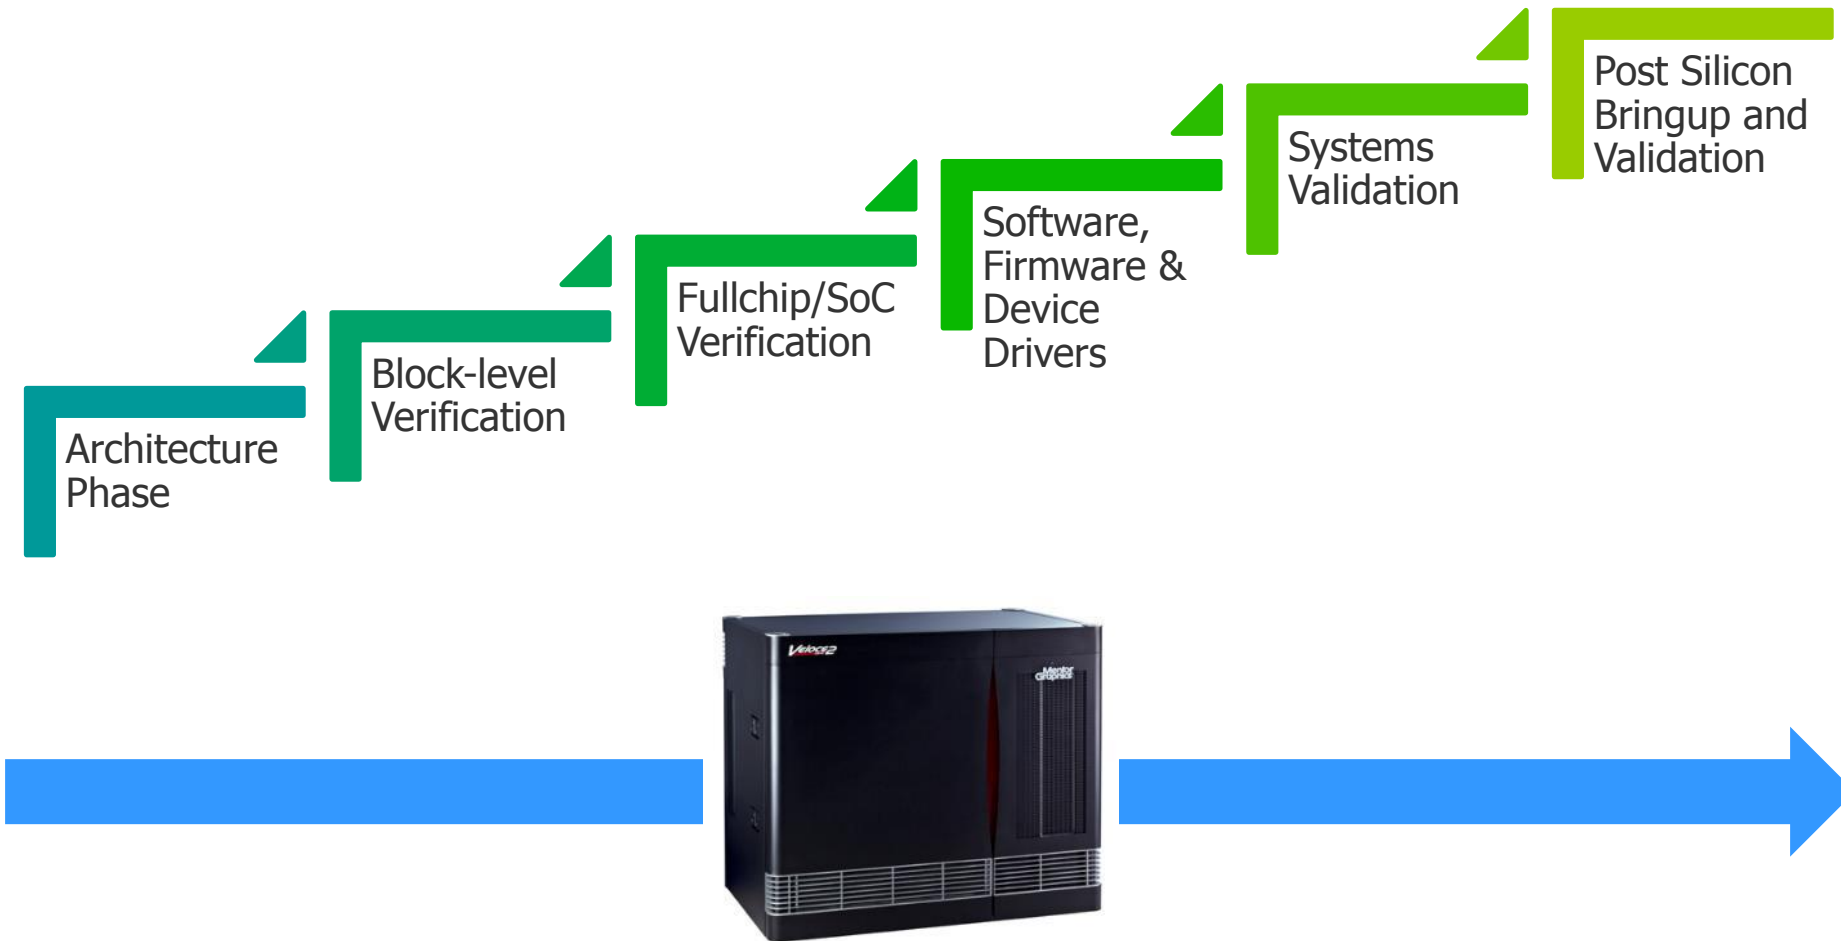 Architecture
Phase
Block-level
Verification
Fullchip/SoC
Verification
Software,
Firmware &
Device
Drivers
Systems
Validation
Post Silicon
Bringup and
Validation
Veloce2
Mentor
Graphics